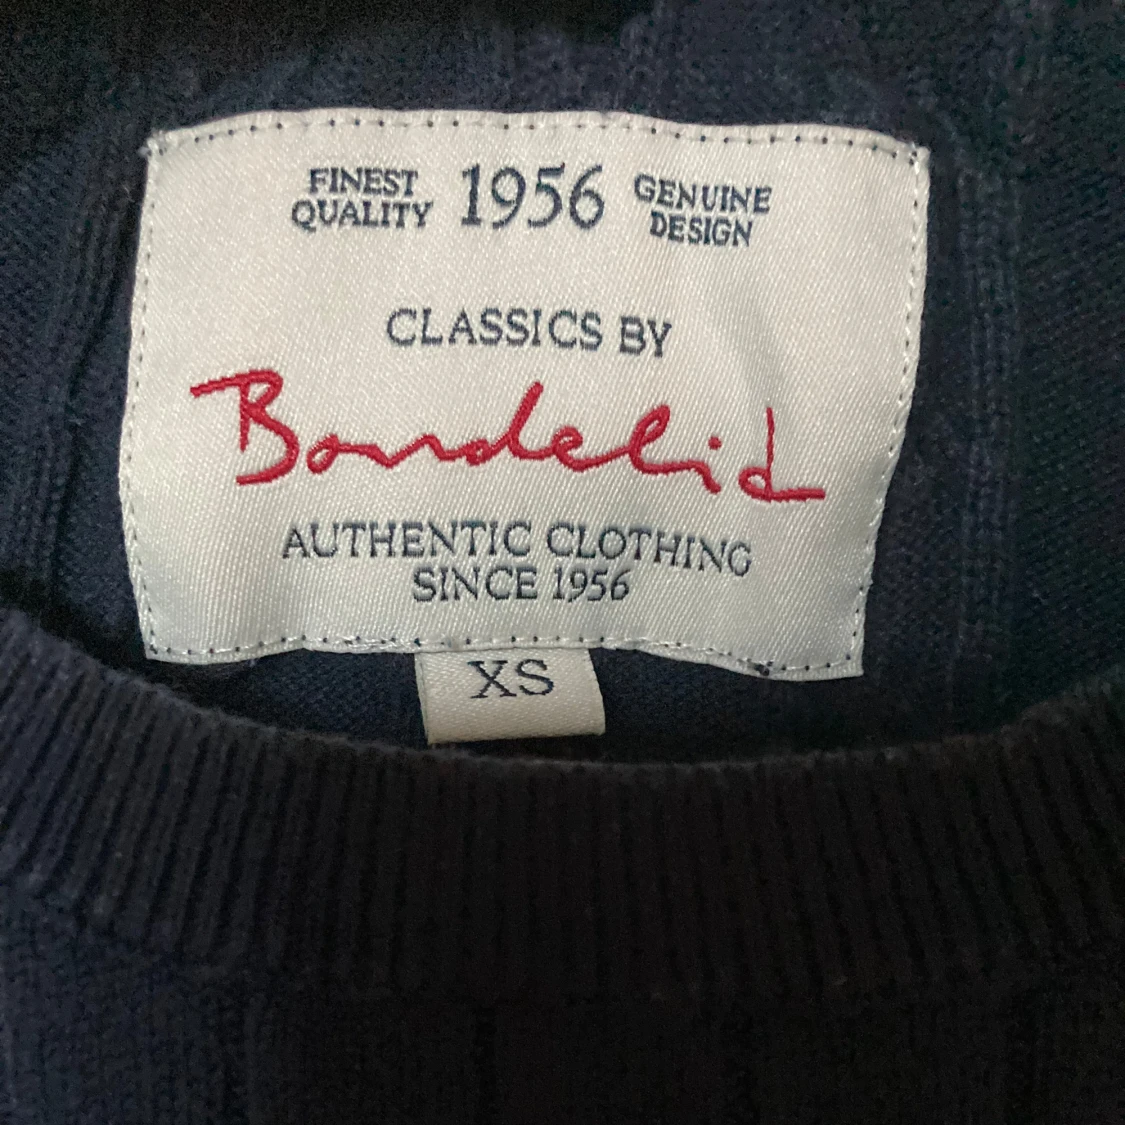 FINEST QUALITY 1956 GENUINE DESIGN
CLASSICS BY
Bondelid
AUTHENTIC CLOTHING
SINCE 1956
XS